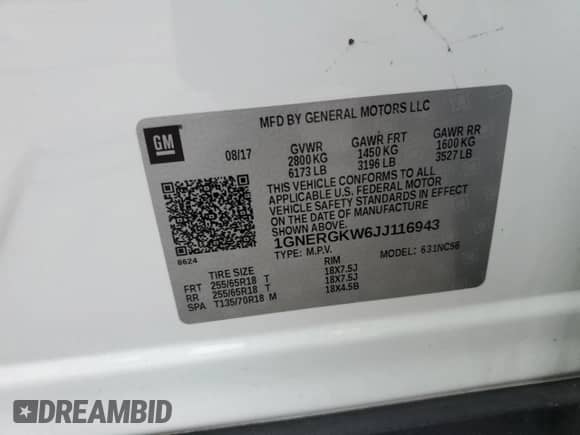 MFD BY GENERAL MOTORS LLC
GM
08/17 GVWR GAWR FRT GAWR RR
2800 KG 1450 KG 1600 KG
6173 LB 3196 LB 3527 LB
THIS VEHICLE CONFORMS TO ALL
APPLICABLE U.S. FEDERAL MOTOR
VEHICLE SAFETY STANDARDS IN EFFECT
ON THE DATE OF MANUFACTURE SHOWN ABOVE.
1GNERGKW6JJ116943
8624 TYPE: M.P.V. MODEL: 631NC56
TIRE SIZE RIM
FRT 255/65R18 T 18X7.5J
RR 255/65R18 T 18X7.5J
SPA T135/70R18 M 18X4.5B
DREAMBID